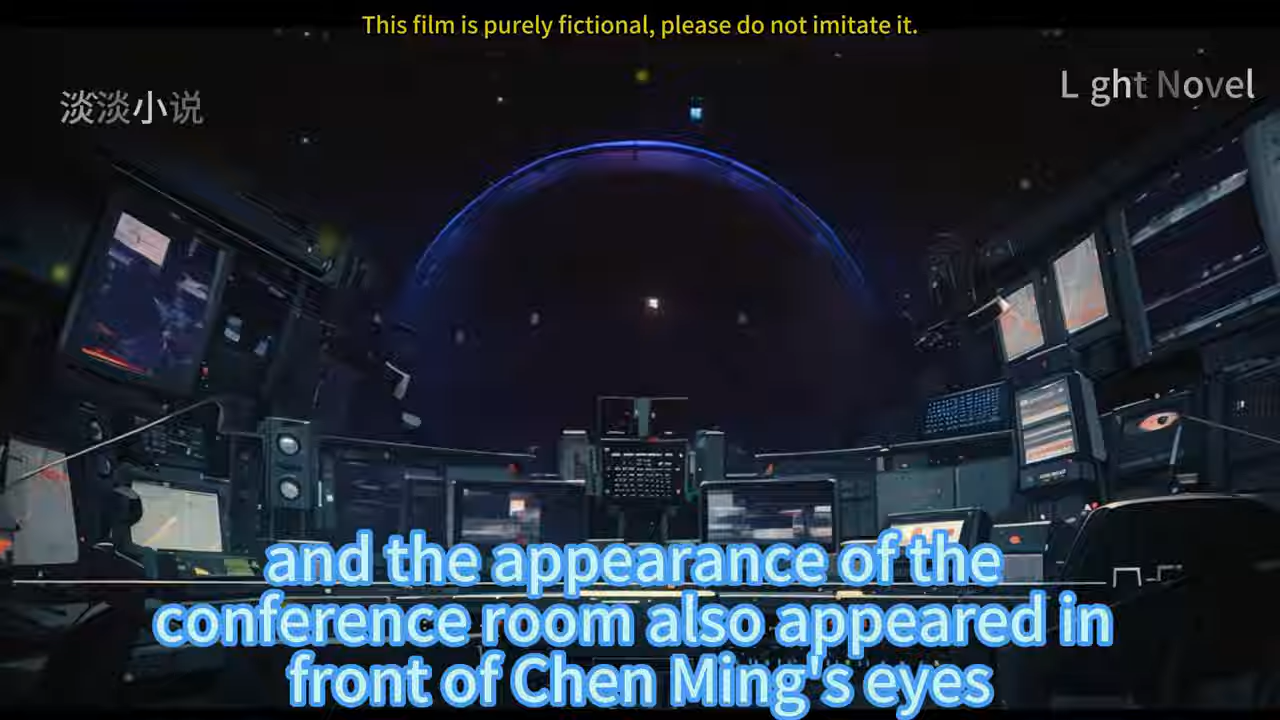 This film is purely fictional, please do not imitate it.
淡淡小说
L ght Novel
and the appearance of the
conference room also appeared in
front of Chen Ming's eyes